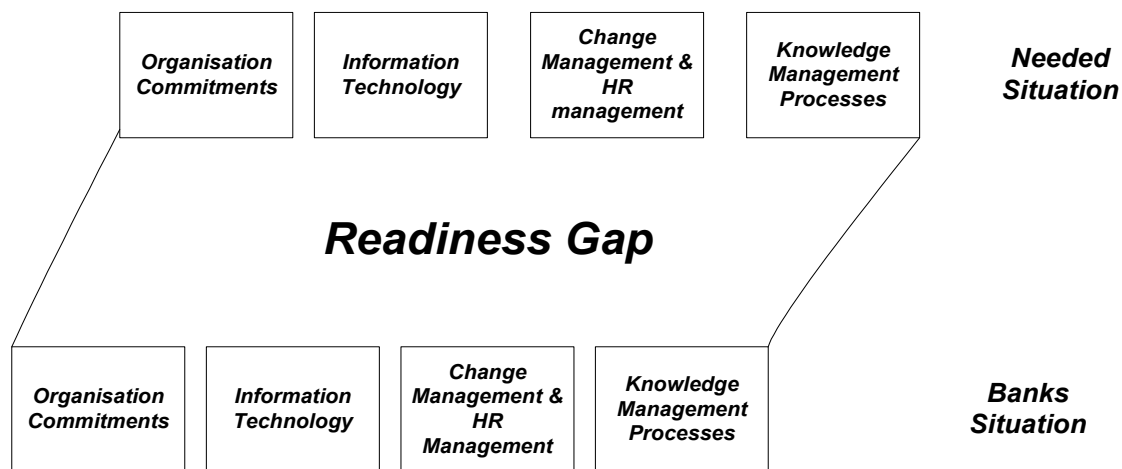 Organisation
Commitments
Information
Technology
Change
Management &
HR
management
Knowledge
Management
Processes
Needed
Situation
Readiness Gap
Organisation
Commitments
Information
Technology
Change
Management &
HR
Management
Knowledge
Management
Processes
Banks
Situation